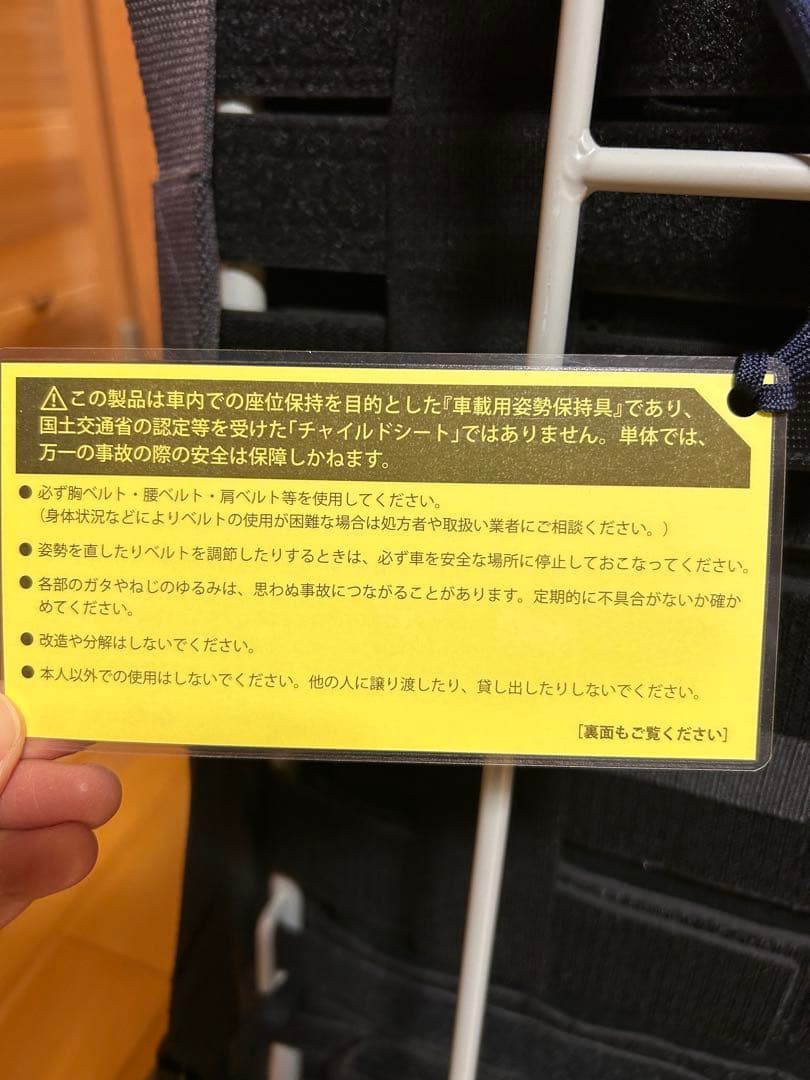 ⚠この製品は車内での座位保持を目的とした『車載用姿勢保持具』であり、
国土交通省の認定等を受けた「チャイルドシート」ではありません。単体では、
万一の事故の際の安全は保障しかねます。
●必ず胸ベルト・腰ベルト・肩ベルト等を使用してください。
（身体状況などによりベルトの使用が困難な場合は処方者や取扱い業者にご相談ください。）
●姿勢を直したりベルトを調節したりするときは、必ず車を安全な場所に停止しておこなってください。
●各部のガタやねじのゆるみは、思わぬ事故につながることがあります。定期的に不具合がないか確か
めてください。
●改造や分解はしないでください。
●本人以外での使用はしないでください。他の人に譲り渡したり、貸し出したりしないでください。
［裏面もご覧ください］